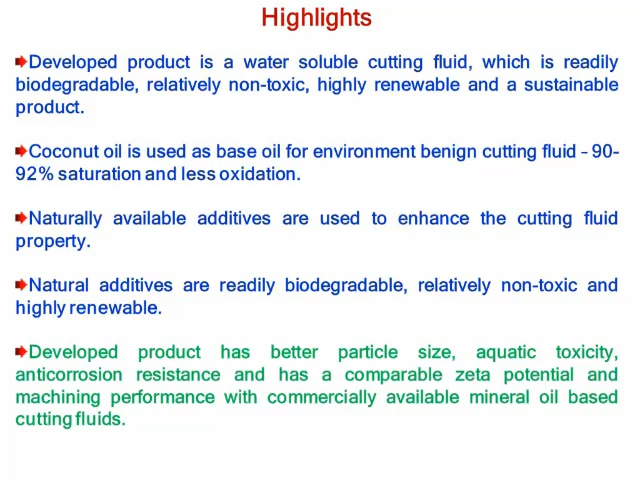 Highlights
Developed product is a water soluble cutting fluid, which is readily
biodegradable, relatively non-toxic, highly renewable and a sustainable
product.
Coconut oil is used as base oil for environment benign cutting fluid – 90-
92% saturation and less oxidation.
Naturally available additives are used to enhance the cutting fluid
property.
Natural additives are readily biodegradable, relatively non-toxic and
highly renewable.
Developed product has better particle size, aquatic toxicity,
anticorrosion resistance and has a comparable zeta potential and
machining performance with commercially available mineral oil based
cutting fluids.